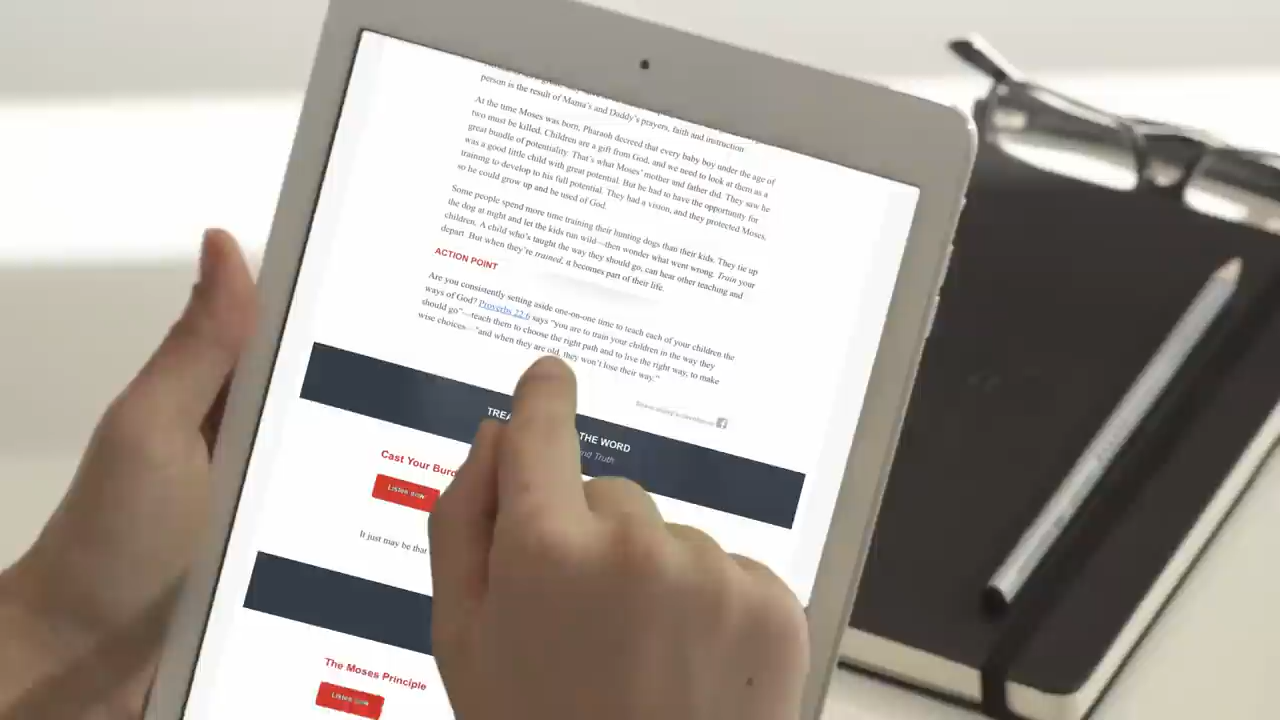 person is the result of Mama's and Daddy's prayers, faith and instruction
At the time Moses was born, Pharaoh decreed that every baby boy under the age of
two must be killed. Children are a gift from God, and we need to look at them as a
great bundle of potentiality. That's what Moses' mother and father did. They saw he
was a good little child with great potential. But he had to have the opportunity for
training to develop to his full potential. They had a vision, and they protected Moses,
so he could grow up and be used of God.
Some people spend more time training their hunting dogs than their kids. They tie up
the dog at night and let the kids run wild—then wonder what went wrong. Train your
children. A child who's taught the way they should go, can hear other teaching and
depart. But when they're trained, it becomes part of their life.
ACTION POINT
Are you consistently setting aside one-on-one time to teach each of your children the
ways of God? Proverbs 22:6 says "you are to train your children in the way they
should go"—teach them to choose the right path and to live the right way, to make
wise choices—"and when they are old, they won't lose their way."
TREA THE WORD
nd Truth
Cast Your Burd
Listen now
It just may be that
The Moses Principle
Listen now